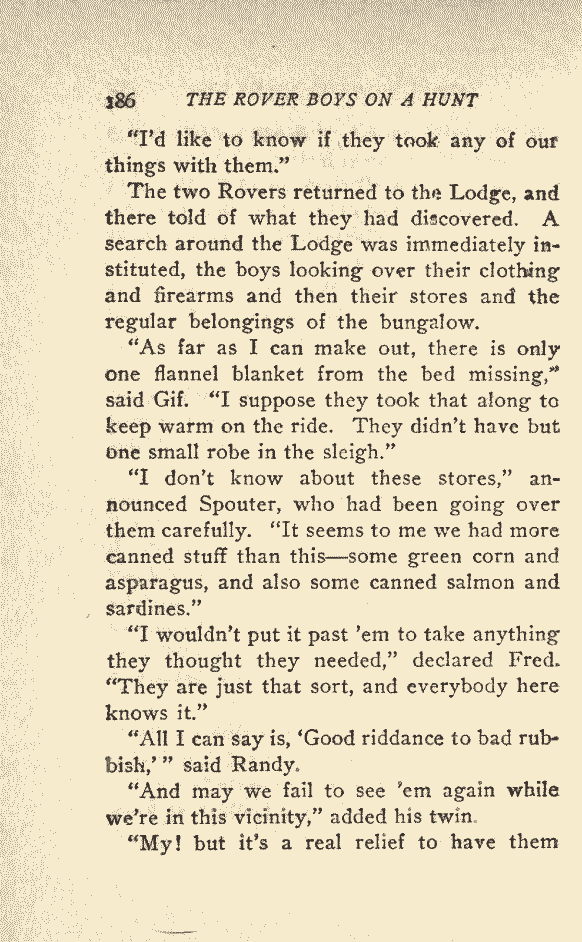 186 THE ROVER BOYS ON A HUNT
“I’d like to know if they took any of our
things with them.”
The two Rovers returned to the Lodge, and
there told of what they had discovered. A
search around the Lodge was immediately in-
stituted, the boys looking over their clothing
and firearms and then their stores and the
regular belongings of the bungalow.
“As far as I can make out, there is only
one flannel blanket from the bed missing,”
said Gif. “I suppose they took that along to
keep warm on the ride. They didn’t have but
one small robe in the sleigh.”
“I don’t know about these stores,” an-
nounced Spouter, who had been going over
them carefully. “It seems to me we had more
canned stuff than this—some green corn and
asparagus, and also some canned salmon and
sardines.”
“I wouldn’t put it past ’em to take anything
they thought they needed,” declared Fred.
“They are just that sort, and everybody here
knows it.”
“All I can say is, ‘Good riddance to bad rub-
bish,’ ” said Randy.
“And may we fail to see ’em again while
we’re in this vicinity,” added his twin.
“My! but it’s a real relief to have them